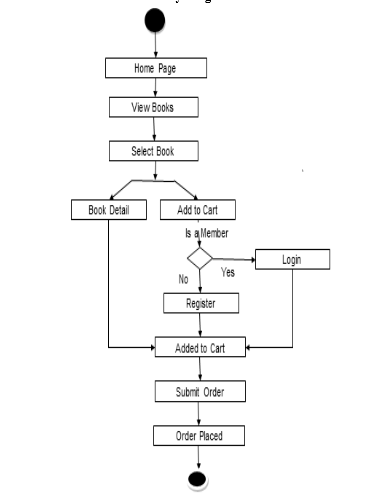 Home Page
View Books
Select Book
Book Detail
Add to Cart
Is a Member
Login
Yes
No
Register
Added to Cart
Submit Order
Order Placed